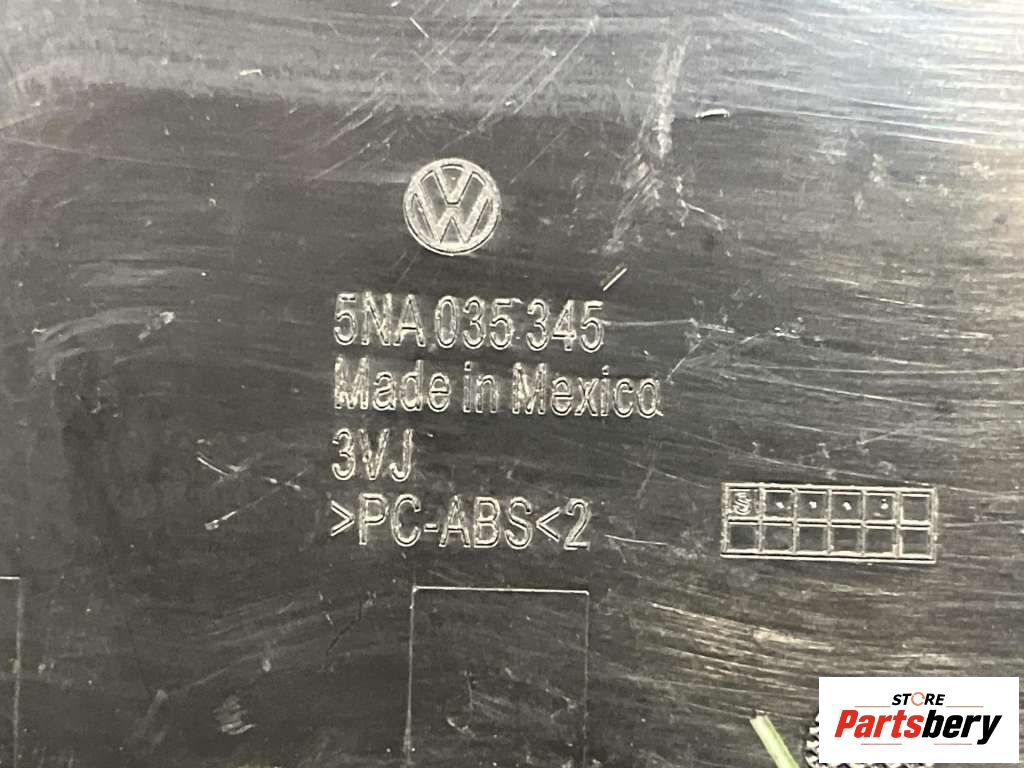 5NA 035 345
Made in Mexico
3VJ
>PC-ABS<2
STORE
Partsbery